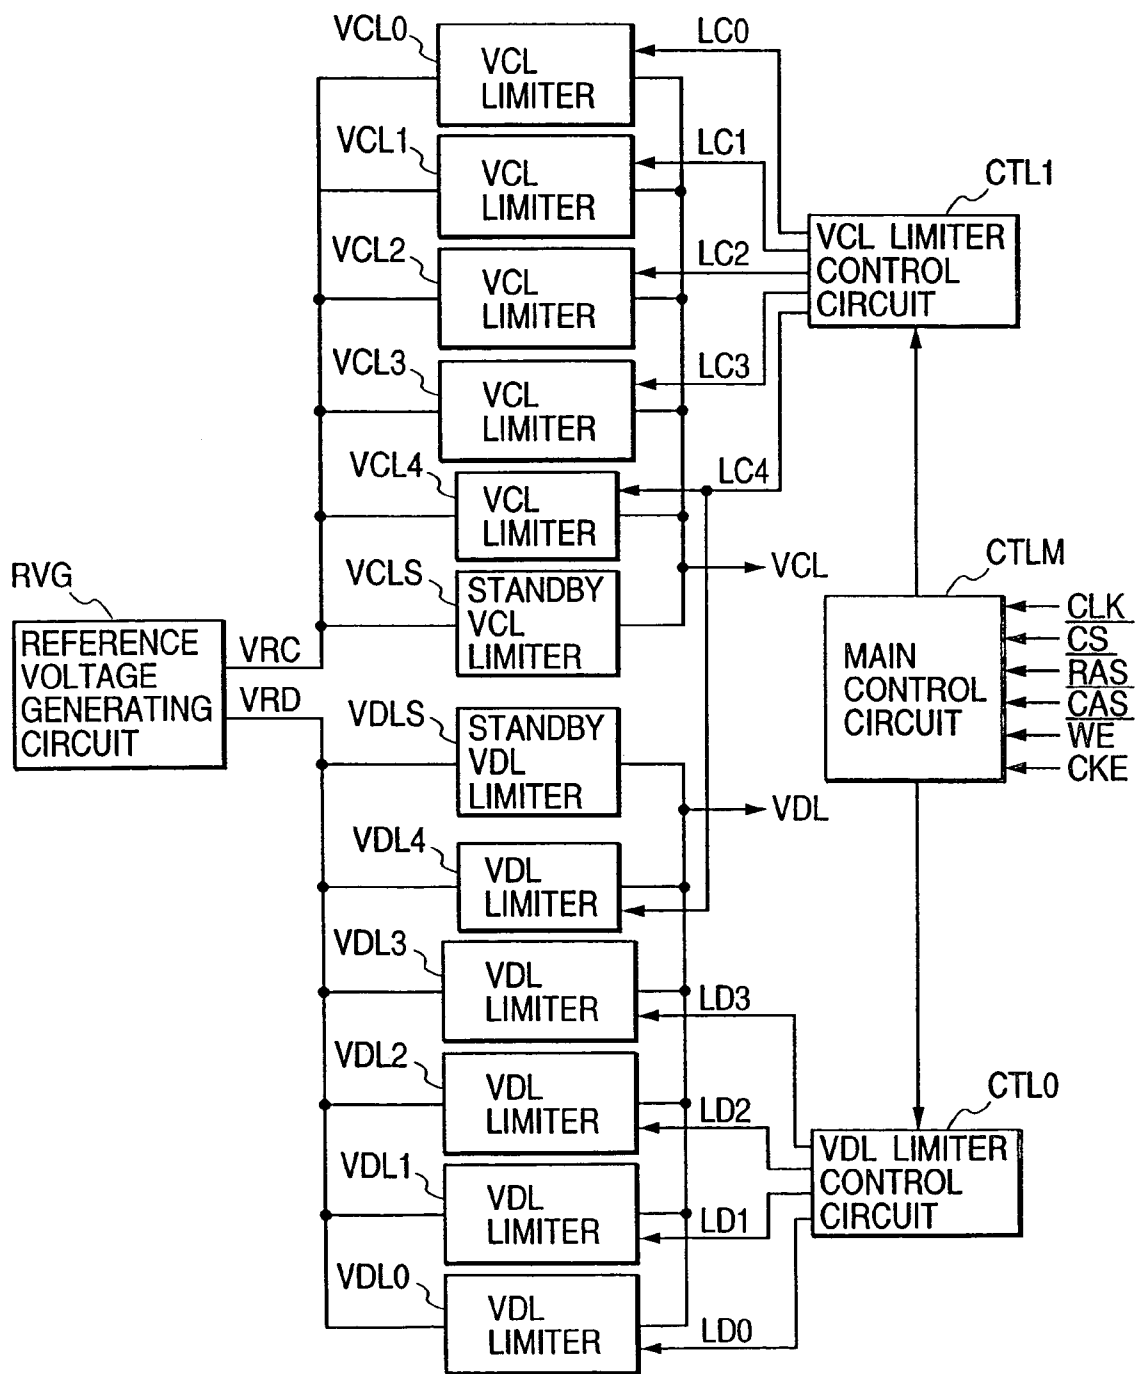 VCL0
VCL
LIMITER
LC0
VCL1
VCL
LIMITER
LC1
CTL1
VCL LIMITER
CONTROL
CIRCUIT
VCL2
VCL
LIMITER
LC2
VCL3
VCL
LIMITER
LC3
VCL4
VCL
LIMITER
LC4
VCLS
STANDBY
VCL
LIMITER
VCL
RVG
REFERENCE
VOLTAGE
GENERATING
CIRCUIT
VRC
VRD
CTLM
MAIN
CONTROL
CIRCUIT
CLK
CS
RAS
CAS
WE
CKE
VDLS
STANDBY
VDL
LIMITER
VDL
VDL4
VDL
LIMITER
VDL3
VDL
LIMITER
LD3
VDL2
VDL
LIMITER
LD2
CTL0
VDL LIMITER
CONTROL
CIRCUIT
VDL1
VDL
LIMITER
LD1
VDL0
VDL
LIMITER
LD0